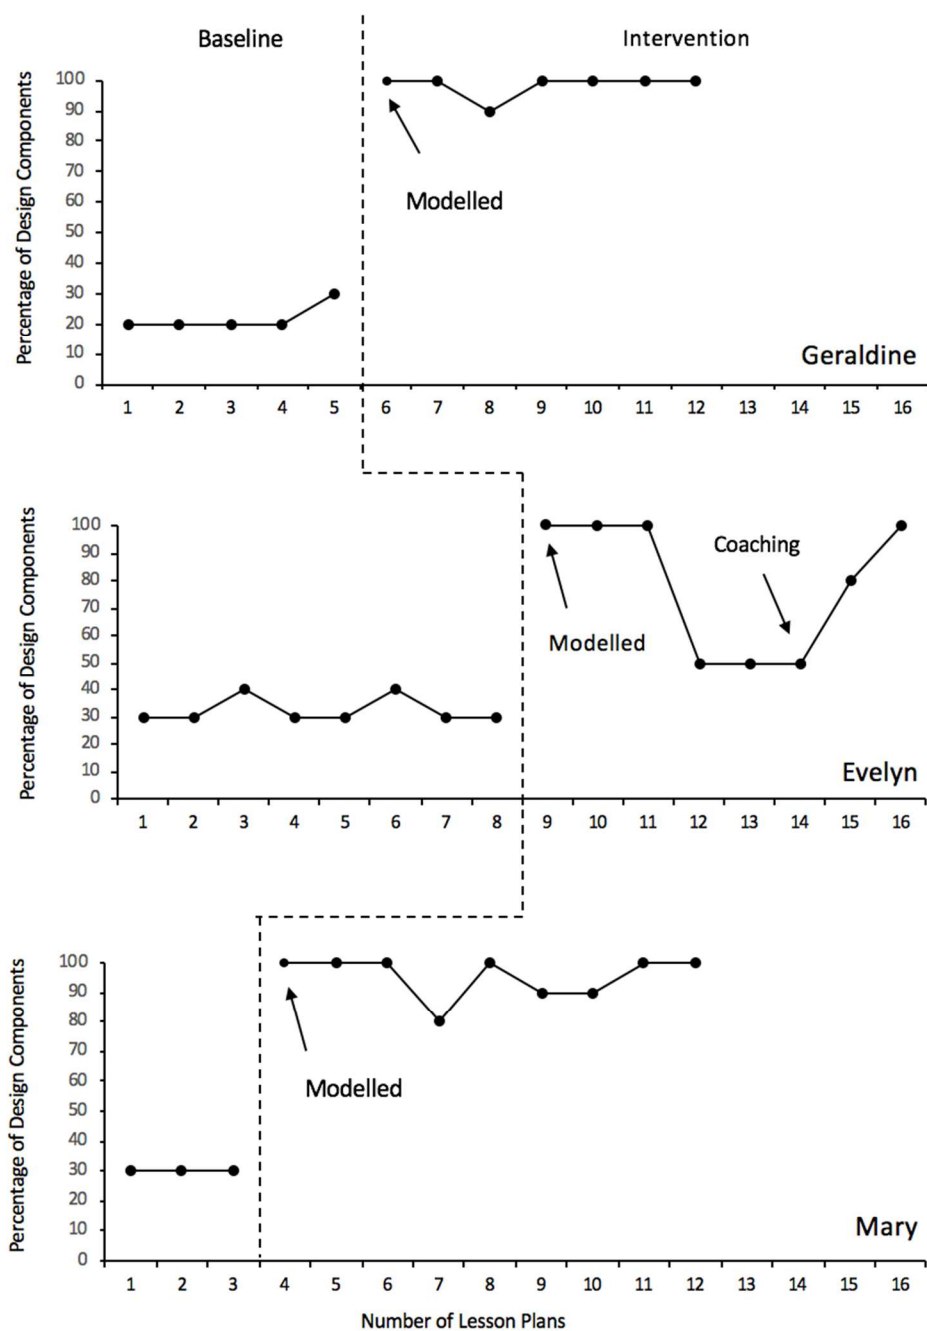 Baseline
Intervention
Percentage of Design Components
100
90
80
70
60
50
40
30
20
10
0
Modelled
Geraldine
1 2 3 4 5 6 7 8 9 10 11 12 13 14 15 16
Percentage of Design Components
100
90
80
70
60
50
40
30
20
10
0
Coaching
Modelled
Evelyn
1 2 3 4 5 6 7 8 9 10 11 12 13 14 15 16
Percentage of Design Components
100
90
80
70
60
50
40
30
20
10
0
Modelled
Mary
1 2 3 4 5 6 7 8 9 10 11 12 13 14 15 16
Number of Lesson Plans